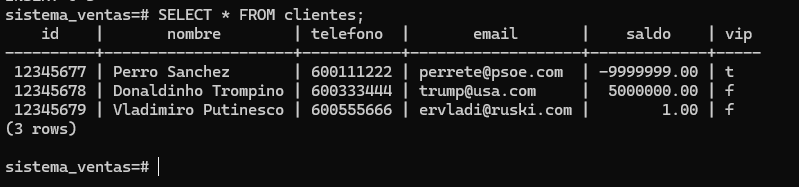 sistema_ventas=# SELECT * FROM clientes;
    id    |       nombre       | telefono  |       email       |    saldo    | vip
----------+--------------------+-----------+-------------------+-------------+-----
 12345677 | Perro Sanchez      | 600111222 | perrete@psoe.com  | -9999999.00 | t
 12345678 | Donaldinho Trompino | 600333444 | trump@usa.com     |  5000000.00 | f
 12345679 | Vladimiro Putinesco | 600555666 | ervladi@ruski.com |        1.00 | f
(3 rows)
sistema_ventas=#